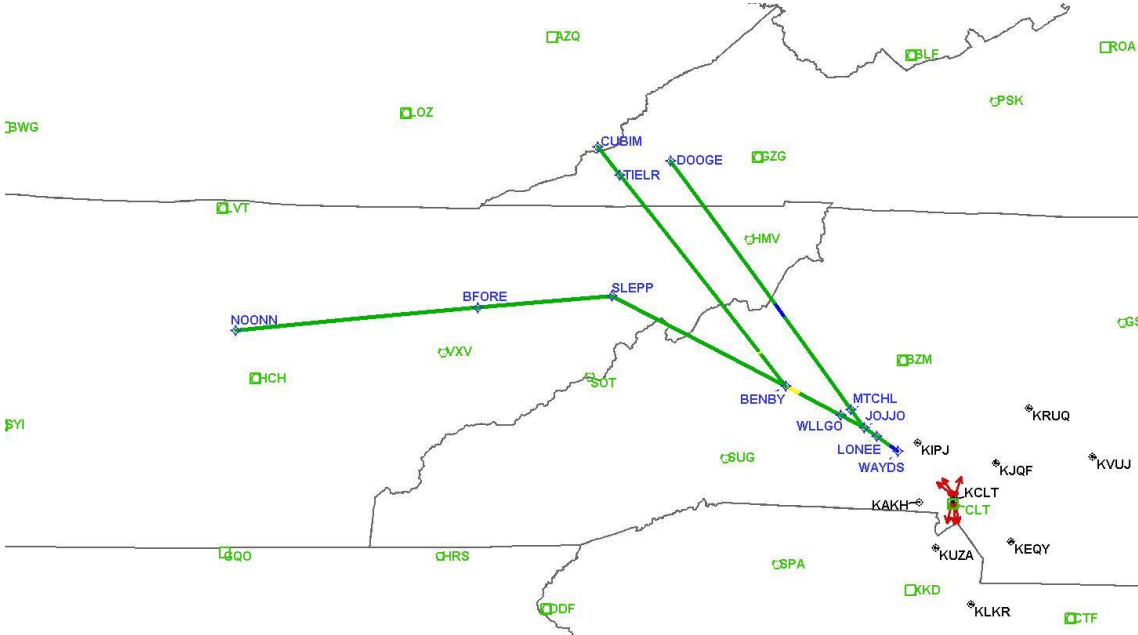 AZQ
BLF
ROA
LOZ
PSK
BWG
CUBIM
DOOGE
GZG
TIELR
LVT
HMV
SLEPP
BFORE
NOONN
GS
VXV
BZM
HCH
SOT
BENBY
MTCHL
KRUQ
WLLGO
JOJJO
SYI
LONEE
KIPJ
SUG
WAYDS
KJQF
KVUJ
KCLT
KAKH
CLT
KEQY
KUZA
GQO
HRS
SPA
XKD
KLKR
ODF
CTF